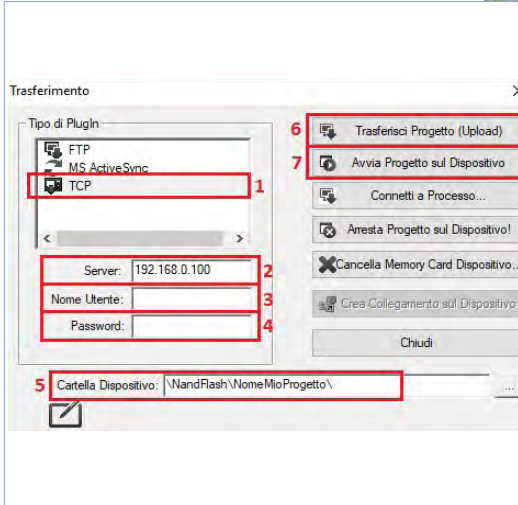 Trasferimento
Tipo di PlugIn
FTP
MS ActiveSync
TCP
1
Server: 192.168.0.100 2
Nome Utente: 3
Password: 4
5 Cartella Dispositivo: \NandFlash\NomeMioProgetto\ ...
6 Trasferisci Progetto (Upload)
7 Avvia Progetto sul Dispositivo
Connetti a Processo...
Arresta Progetto sul Dispositivo!
Cancella Memory Card Dispositivo...
Crea Collegamento sul Dispositivo
Chiudi